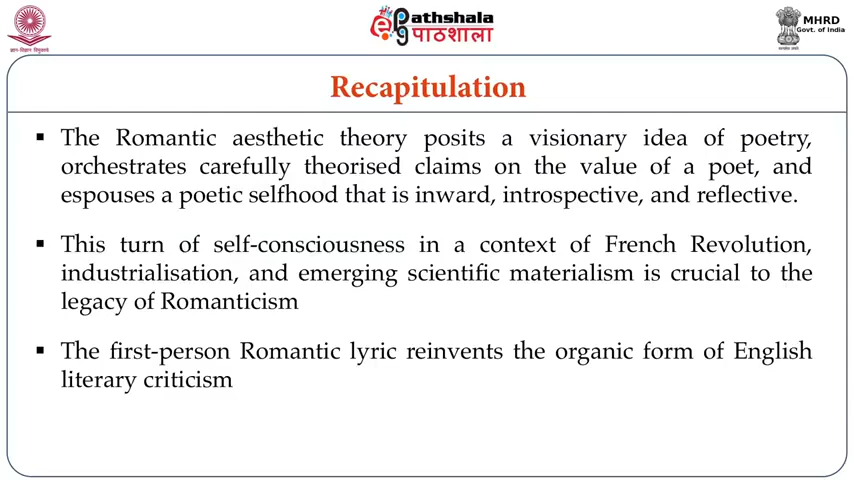 ज्ञान-विज्ञान विमुक्तये
ePathshala
पाठशाला
MHRD
Govt. of India
Recapitulation
▪ The Romantic aesthetic theory posits a visionary idea of poetry,
orchestrates carefully theorised claims on the value of a poet, and
espouses a poetic selfhood that is inward, introspective, and reflective.
▪ This turn of self-consciousness in a context of French Revolution,
industrialisation, and emerging scientific materialism is crucial to the
legacy of Romanticism
▪ The first-person Romantic lyric reinvents the organic form of English
literary criticism